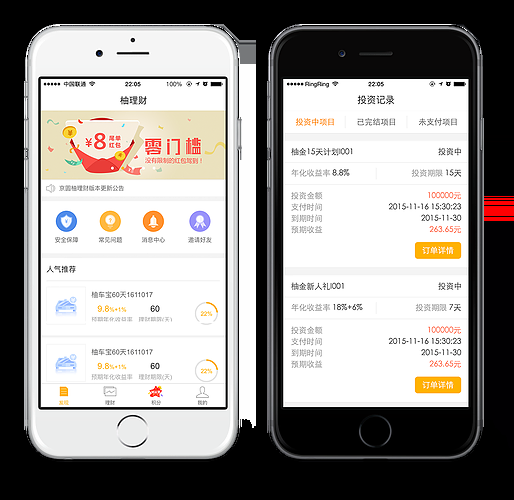 中国联通
22:05
100%
柚理财
¥8
尾单
红包
零门槛
没有限制的红包驾到！
京圆柚理财版本更新公告
安全保障
常见问题
消息中心
邀请好友
人气推荐
柚车宝60天1611017
9.8%+1%
60
预期年化收益率
理财期限(天)
22%
柚车宝60天1611017
9.8%+1%
60
预期年化收益率
理财期限(天)
22%
理财
积分
我的
RingRing
22:05
100%
投资记录
投资中项目
已完结项目
未支付项目
柚金15天计划l001
投资中
年化收益率 8.8%
投资期限 15天
投资金额
100000元
支付时间
2015-11-16 15:30:23
到期时间
2015-11-30
预期收益
263.65元
订单详情
柚金新人礼l001
投资中
年化收益率 18%+6%
投资期限 7天
投资金额
100000元
支付时间
2015-11-16 15:30:23
到期时间
2015-11-30
预期收益
263.65元
订单详情